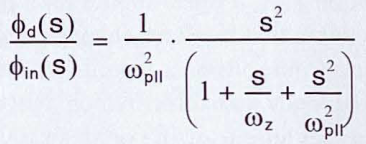 ϕd(s)/ϕin(s) = 1/ω²pll · s²/(1 + s/ωz + s²/ω²pll)